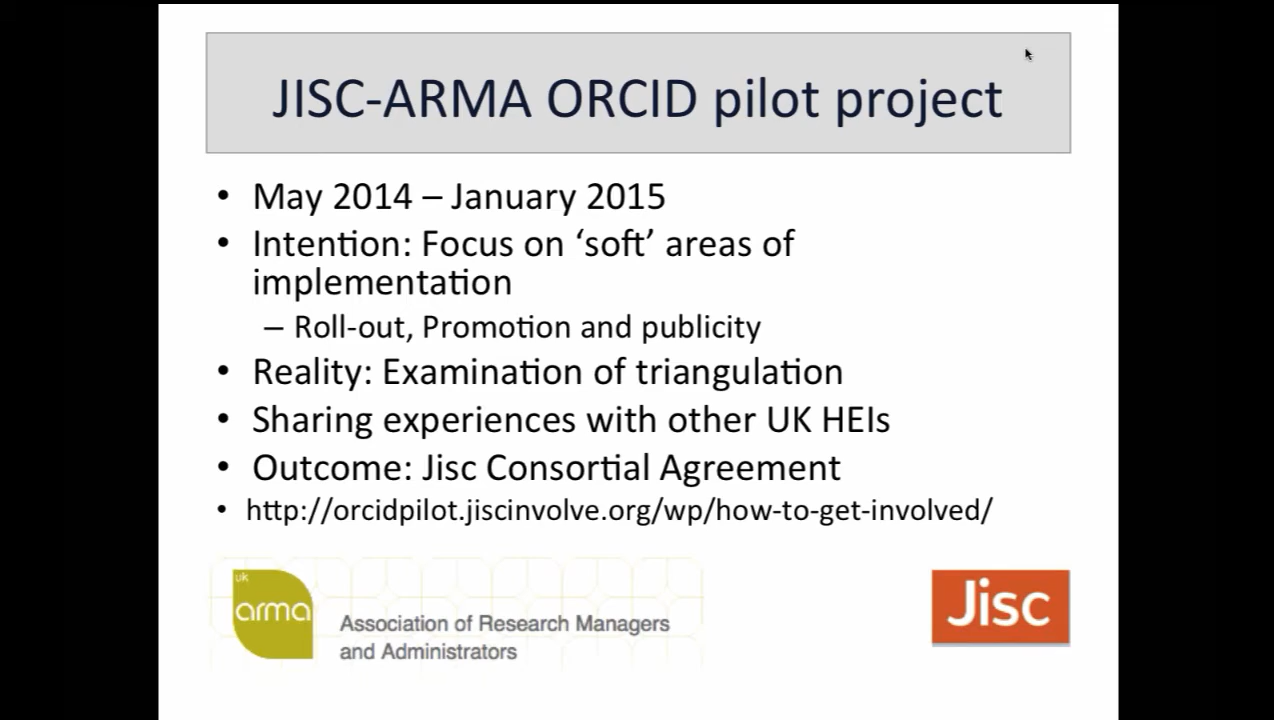 JISC-ARMA ORCID pilot project
• May 2014 – January 2015
• Intention: Focus on ‘soft’ areas of
implementation
– Roll-out, Promotion and publicity
• Reality: Examination of triangulation
• Sharing experiences with other UK HEIs
• Outcome: Jisc Consortial Agreement
• http://orcidpilot.jiscinvolve.org/wp/how-to-get-involved/
uk
arma
Association of Research Managers
and Administrators
Jisc